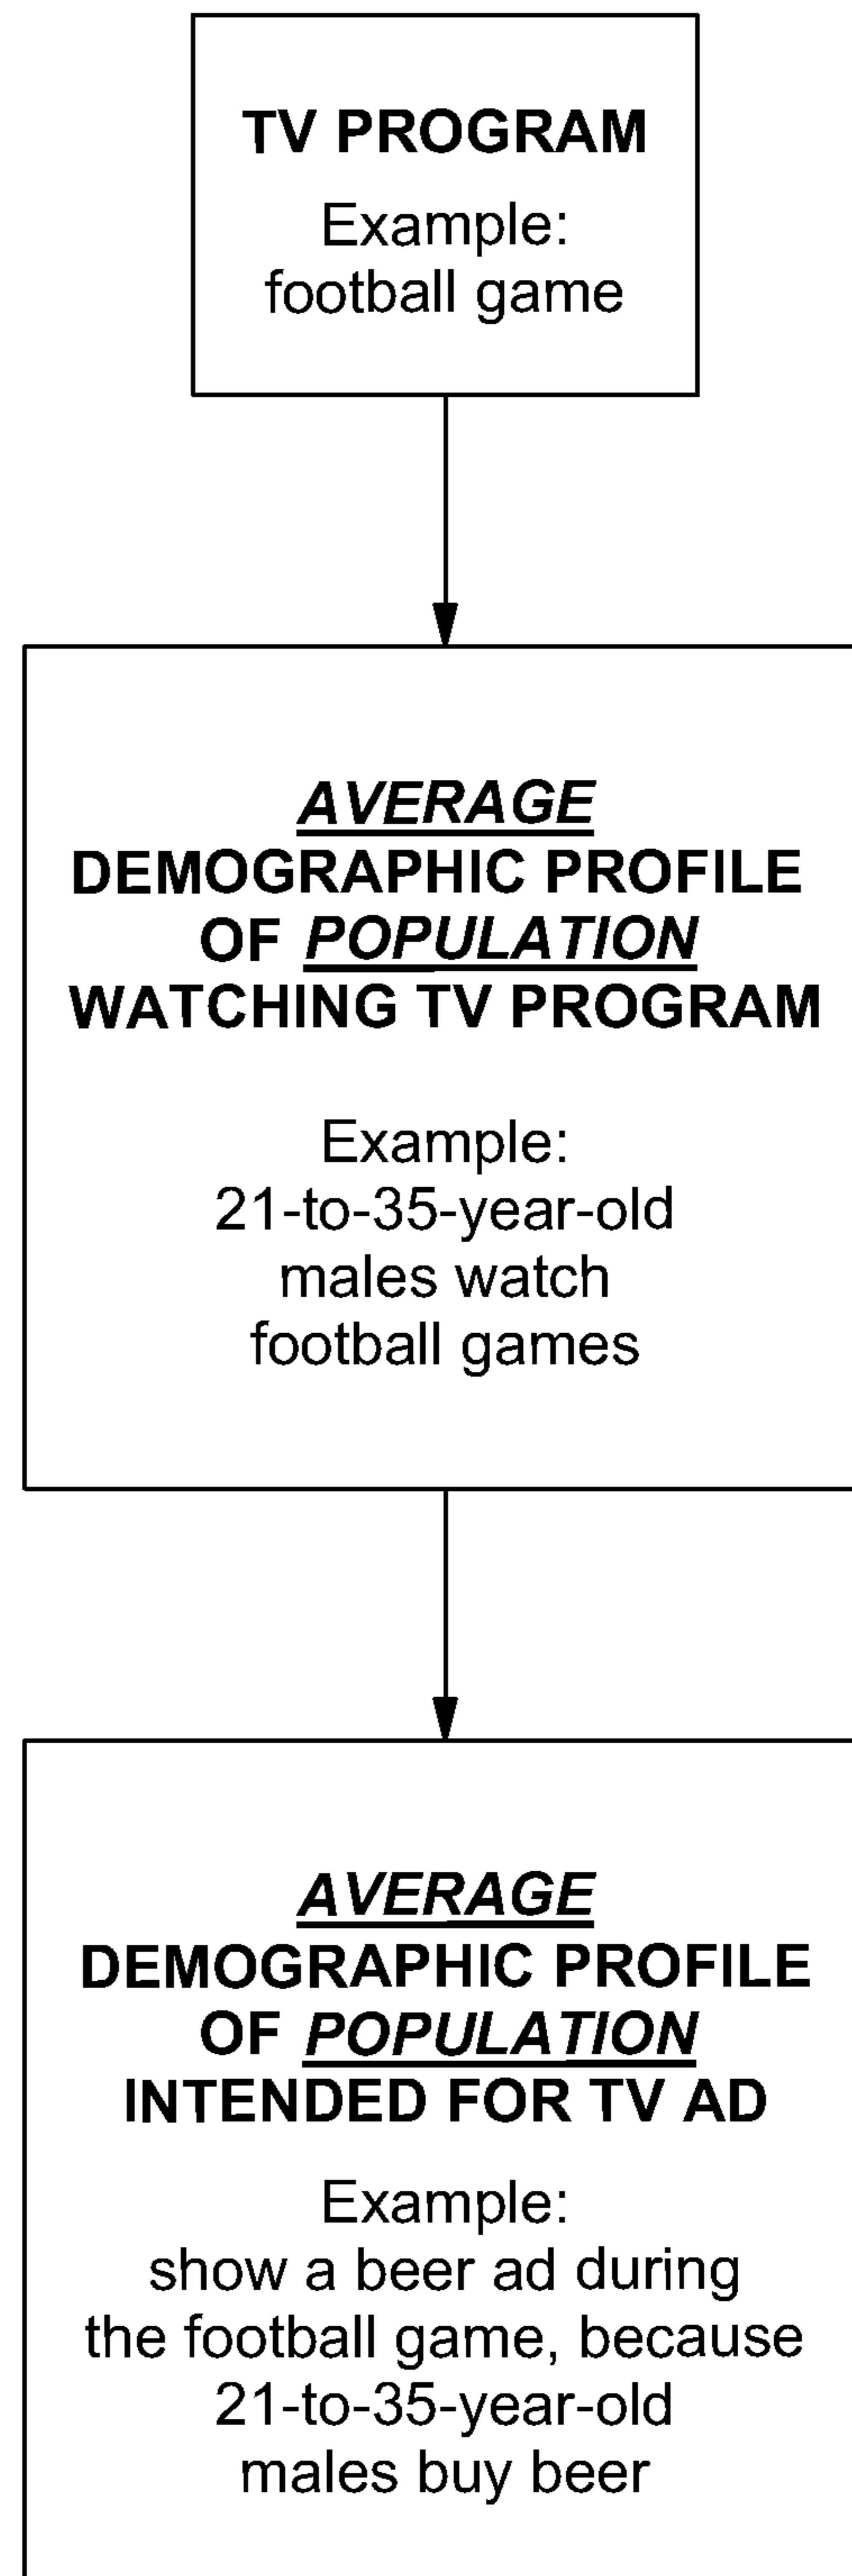 TV PROGRAM
Example:
football game
AVERAGE
DEMOGRAPHIC PROFILE
OF POPULATION
WATCHING TV PROGRAM
Example:
21-to-35-year-old
males watch
football games
AVERAGE
DEMOGRAPHIC PROFILE
OF POPULATION
INTENDED FOR TV AD
Example:
show a beer ad during
the football game, because
21-to-35-year-old
males buy beer